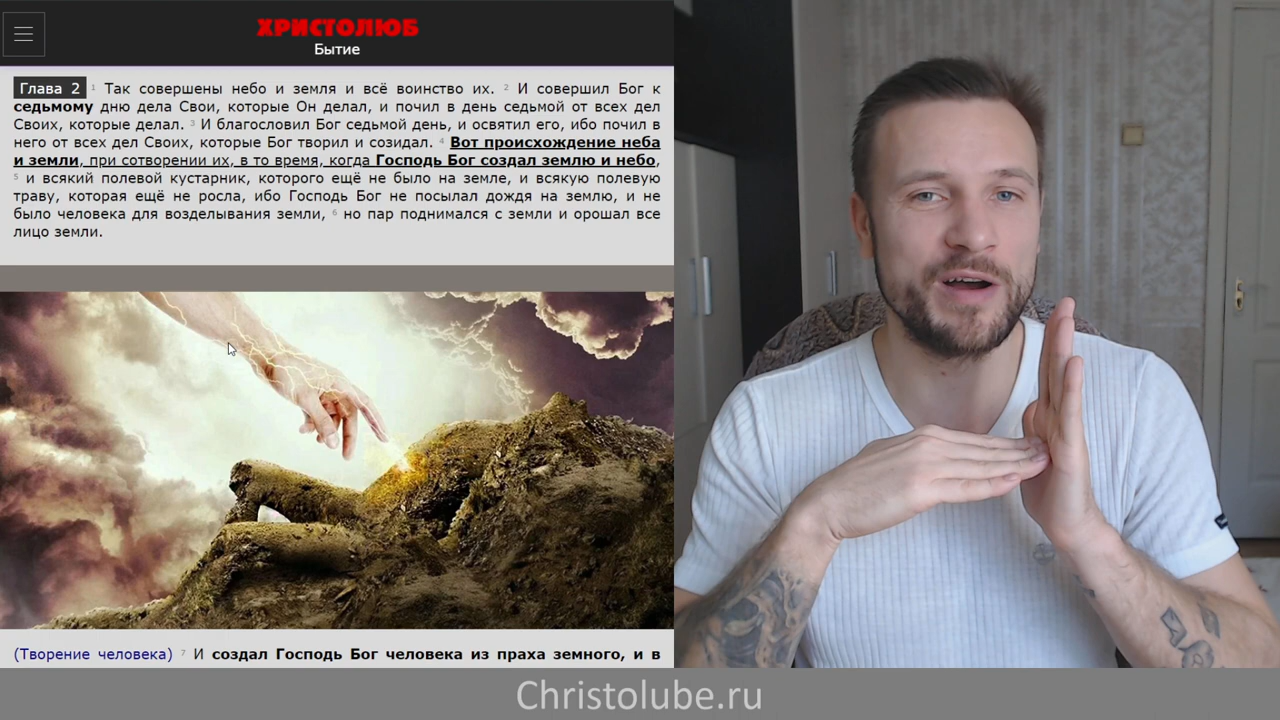 ХРИСТОЛЮБ
Бытие
Глава 2 1 Так совершены небо и земля и всё воинство их. 2 И совершил Бог к
седьмому дню дела Свои, которые Он делал, и почил в день седьмой от всех дел
Своих, которые делал. 3 И благословил Бог седьмой день, и освятил его, ибо почил в
него от всех дел Своих, которые Бог творил и созидал. 4 Вот происхождение неба
и земли, при сотворении их, в то время, когда Господь Бог создал землю и небо,
5 и всякий полевой кустарник, которого ещё не было на земле, и всякую полевую
траву, которая ещё не росла, ибо Господь Бог не посылал дождя на землю, и не
было человека для возделывания земли, 6 но пар поднимался с земли и орошал все
лицо земли.
(Творение человека) 7 И создал Господь Бог человека из праха земного, и в
Christolube.ru